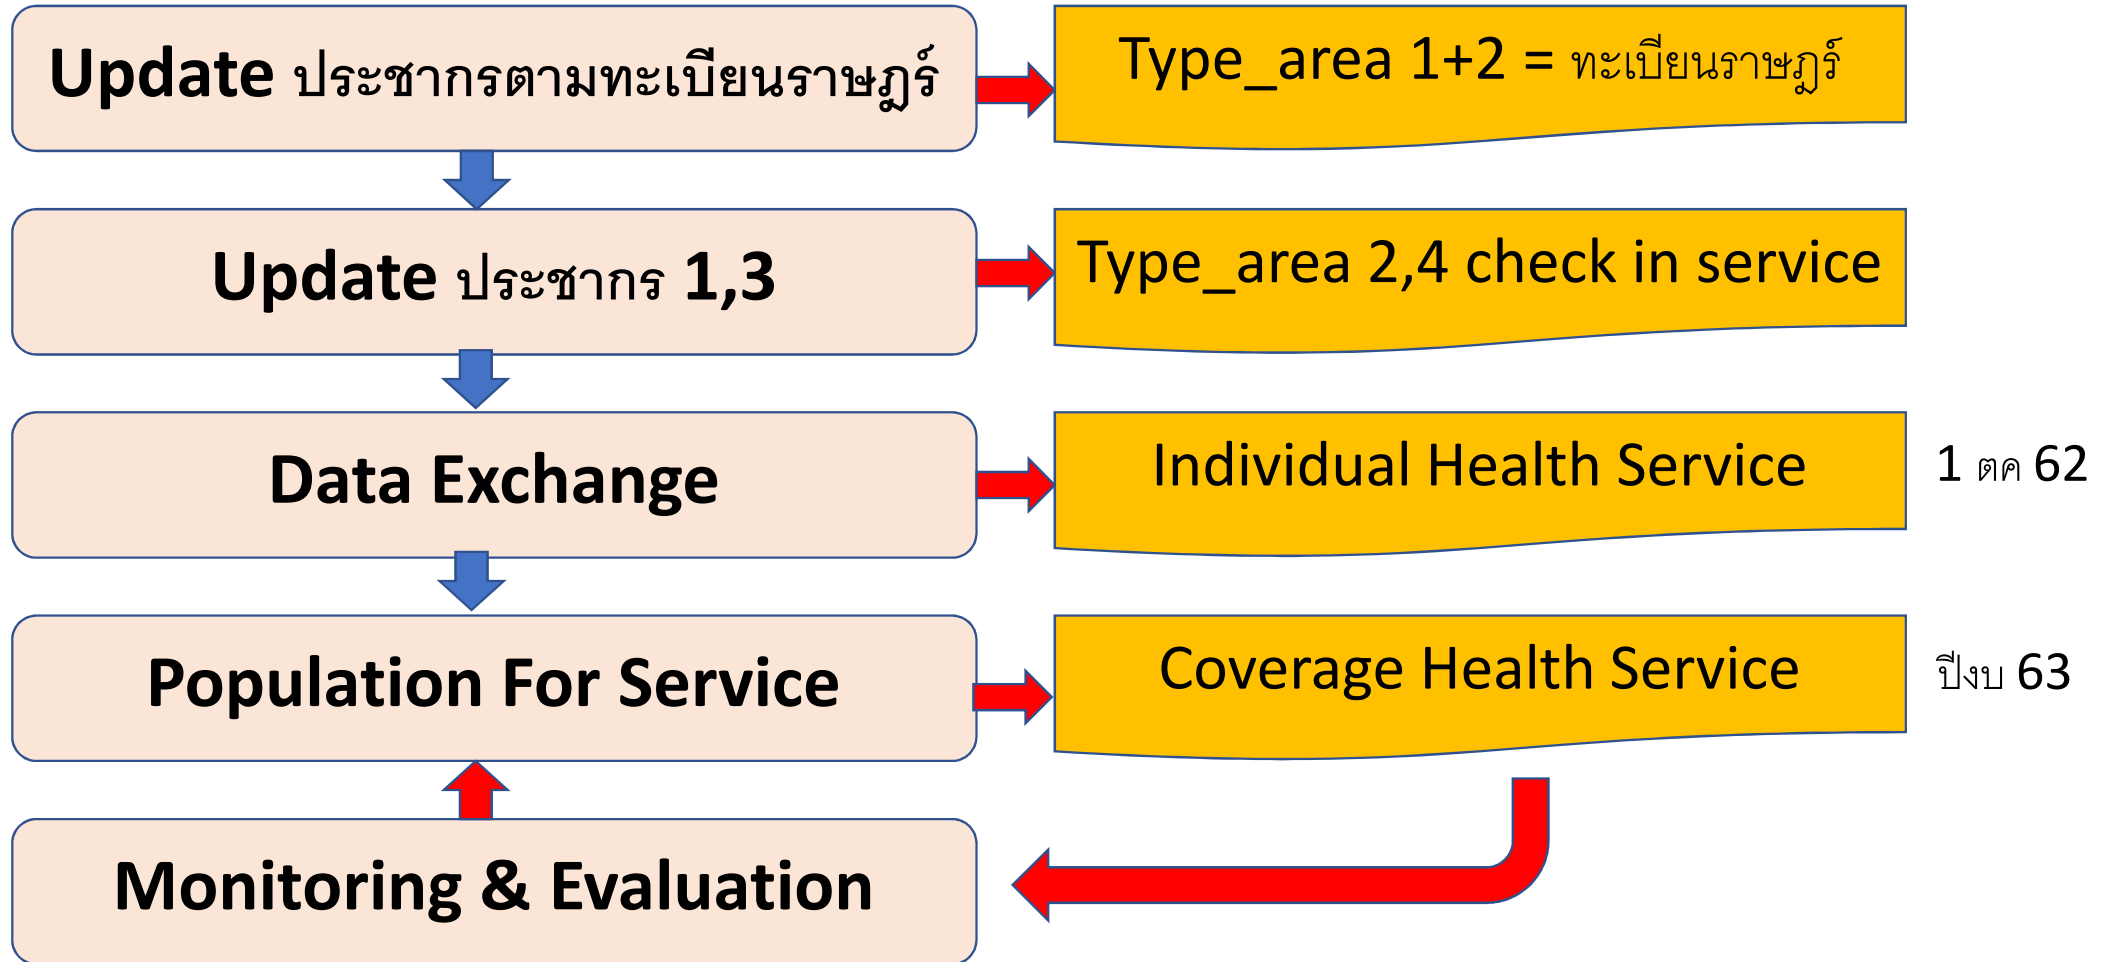 Update ประชากรตามทะเบียนราษฎร์
Type_area 1+2 = ทะเบียนราษฎร์
Update ประชากร 1,3
Type_area 2,4 check in service
Data Exchange
Individual Health Service
1 ตค 62
Population For Service
Coverage Health Service
ปีงบ 63
Monitoring & Evaluation